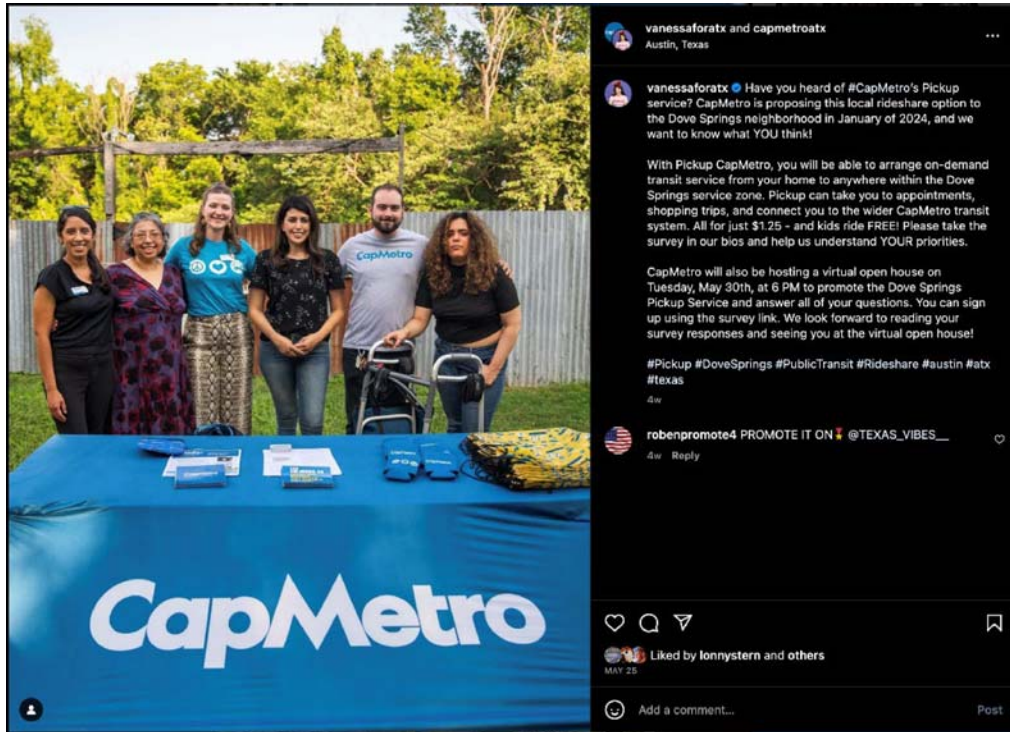 vanessaforatx and capmetroatx
Austin, Texas
vanessaforatx Have you heard of #CapMetro's Pickup
service? CapMetro is proposing this local rideshare option to
the Dove Springs neighborhood in January of 2024, and we
want to know what YOU think!
With Pickup CapMetro, you will be able to arrange on-demand
transit service from your home to anywhere within the Dove
Springs service zone. Pickup can take you to appointments,
shopping trips, and connect you to the wider CapMetro transit
system. All for just $1.25 - and kids ride FREE! Please take the
survey in our bios and help us understand YOUR priorities.
CapMetro will also be hosting a virtual open house on
Tuesday, May 30th, at 6 PM to promote the Dove Springs
Pickup Service and answer all of your questions. You can sign
up using the survey link. We look forward to reading your
survey responses and seeing you at the virtual open house!
#Pickup #DoveSprings #PublicTransit #Rideshare #austin #atx
#texas
4w
robenpromote4 PROMOTE IT ON🎖️ @TEXAS_VIBES__
4w Reply
CapMetro
CapMetro
Liked by lonnystern and others
MAY 25
Add a comment...
Post